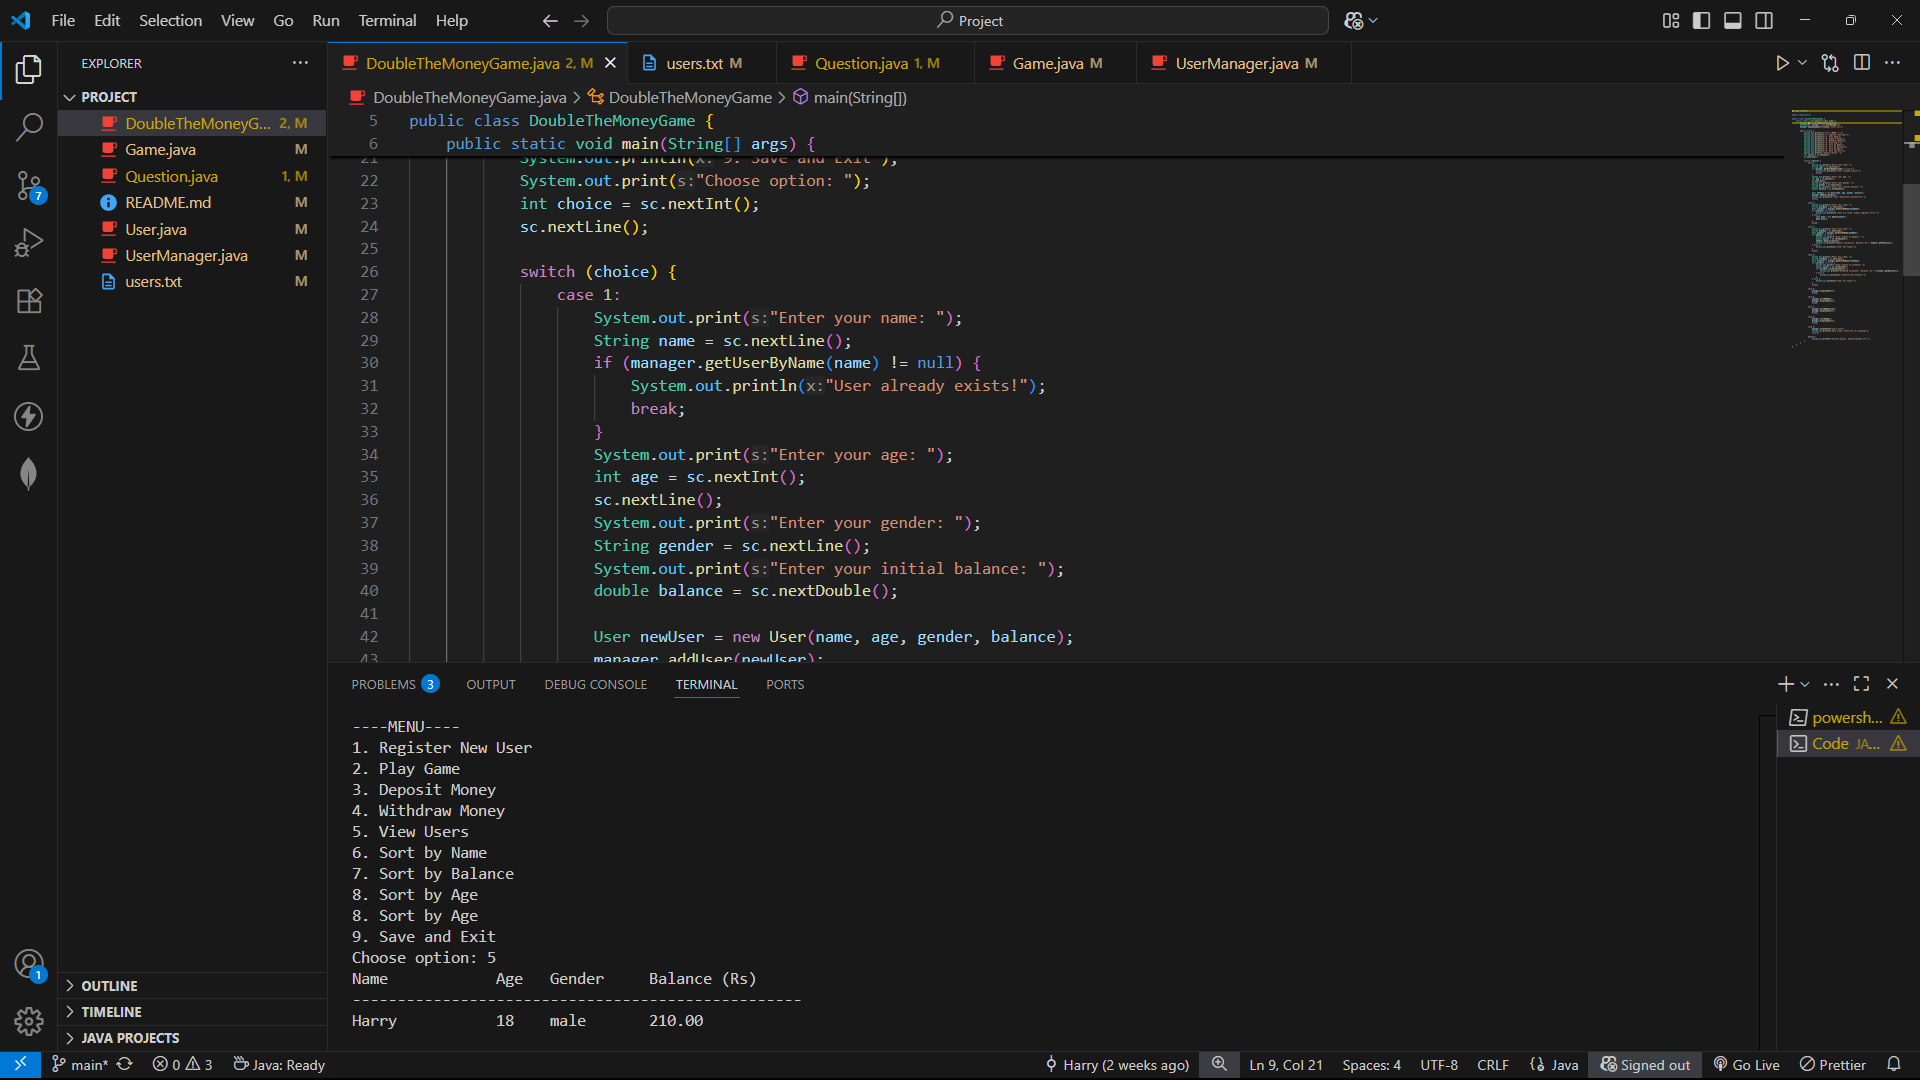 File Edit Selection View Go Run Terminal Help
Project
EXPLORER
PROJECT
DoubleTheMoneyG... 2, M
Game.java M
Question.java 1, M
README.md M
User.java M
UserManager.java M
users.txt M
OUTLINE
TIMELINE
JAVA PROJECTS
7
1
DoubleTheMoneyGame.java 2, M
users.txt M
Question.java 1, M
Game.java M
UserManager.java M
DoubleTheMoneyGame.java > DoubleTheMoneyGame > main(String[])
5 public class DoubleTheMoneyGame {
6 public static void main(String[] args) {
21 System.out.println(x:"9. Save and Exit");
22 System.out.print(s:"Choose option: ");
23 int choice = sc.nextInt();
24 sc.nextLine();
25
26 switch (choice) {
27 case 1:
28 System.out.print(s:"Enter your name: ");
29 String name = sc.nextLine();
30 if (manager.getUserByName(name) != null) {
31 System.out.println(x:"User already exists!");
32 break;
33 }
34 System.out.print(s:"Enter your age: ");
35 int age = sc.nextInt();
36 sc.nextLine();
37 System.out.print(s:"Enter your gender: ");
38 String gender = sc.nextLine();
39 System.out.print(s:"Enter your initial balance: ");
40 double balance = sc.nextDouble();
41
42 User newUser = new User(name, age, gender, balance);
43 manager.addUser(newUser);
PROBLEMS 3 OUTPUT DEBUG CONSOLE TERMINAL PORTS
----MENU----
1. Register New User
2. Play Game
3. Deposit Money
4. Withdraw Money
5. View Users
6. Sort by Name
7. Sort by Balance
8. Sort by Age
8. Sort by Age
9. Save and Exit
Choose option: 5
Name Age Gender Balance (Rs)
--------------------------------------------------
Harry 18 male 210.00
powersh...
Code JA...
main* 0 3 Java: Ready
Harry (2 weeks ago) Ln 9, Col 21 Spaces: 4 UTF-8 CRLF Java Signed out Go Live Prettier